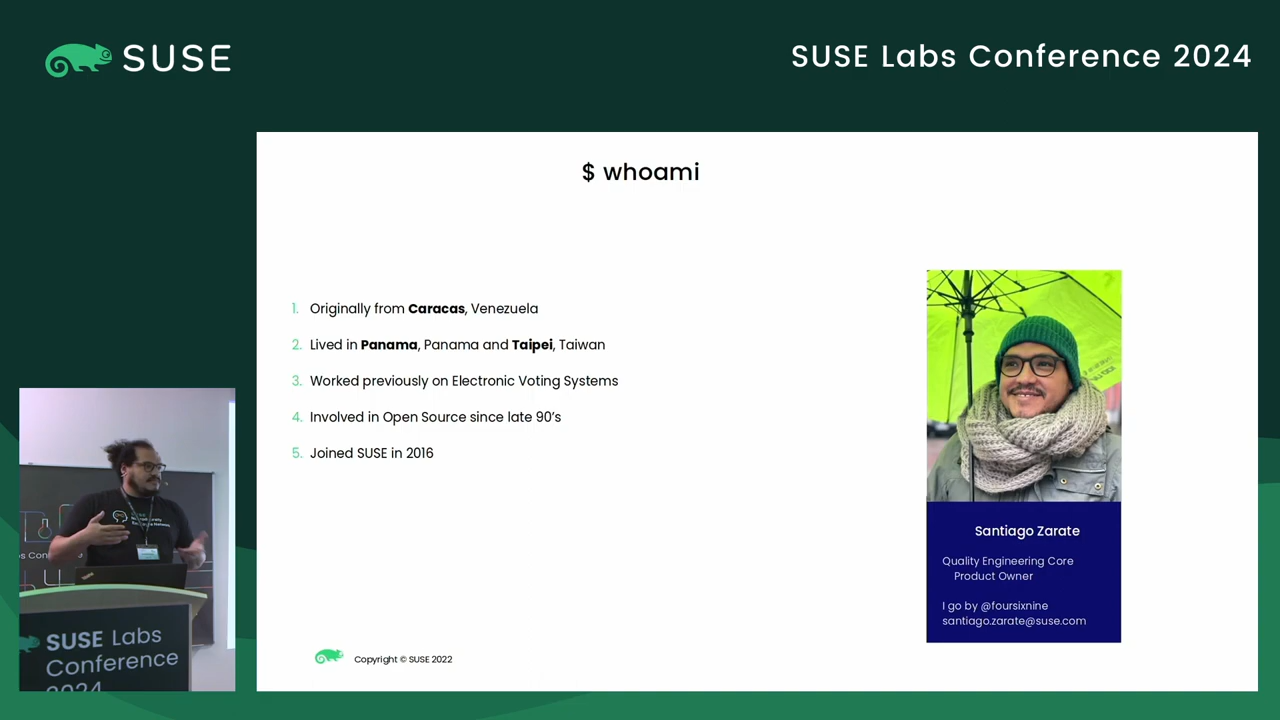 SUSE
SUSE Labs Conference 2024
$ whoami
1. Originally from Caracas, Venezuela
2. Lived in Panama, Panama and Taipei, Taiwan
3. Worked previously on Electronic Voting Systems
4. Involved in Open Source since late 90’s
5. Joined SUSE in 2016
Santiago Zarate
Quality Engineering Core
Product Owner
I go by @foursixnine
santiago.zarate@suse.com
Copyright © SUSE 2022
SUSE Labs
Conference
2024